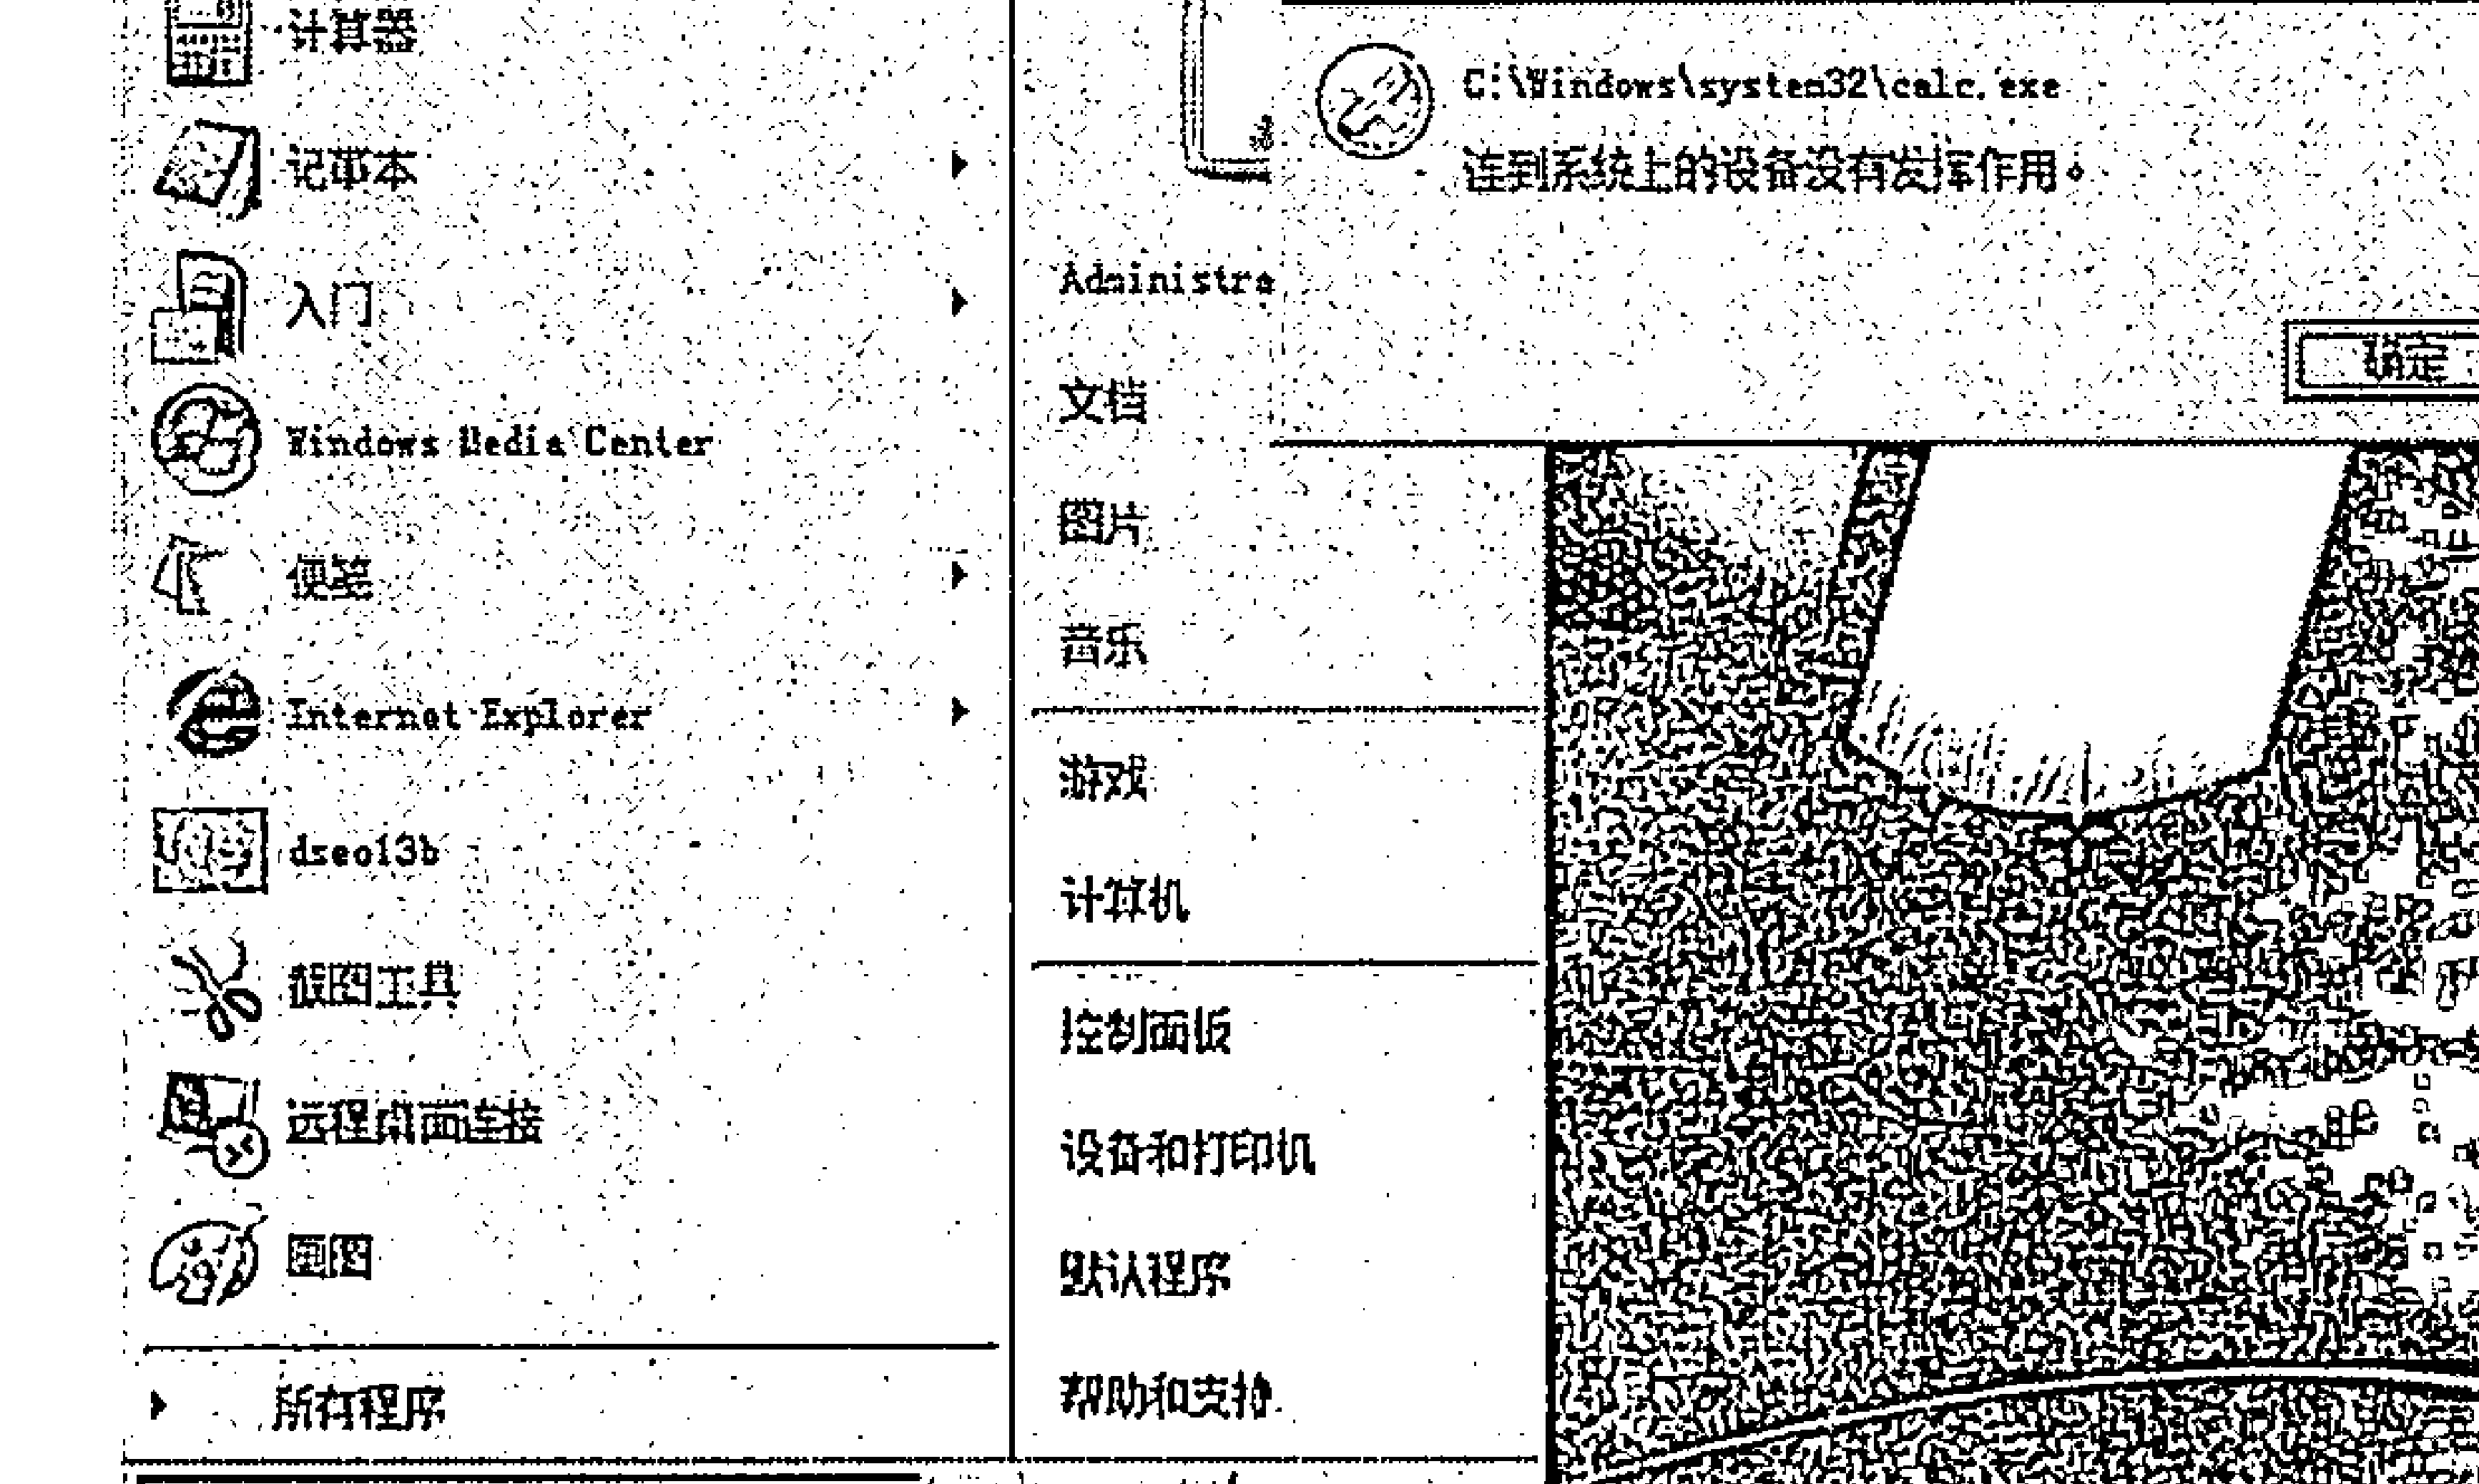 计算器
记事本
入门
Windows Media Center
便笺
Internet Explorer
dseo13b
截图工具
远程桌面连接
画图
所有程序
Administra
文档
图片
音乐
游戏
计算机
控制面板
设备和打印机
默认程序
帮助和支持
C:\Windows\system32\calc.exe
连到系统上的设备没有发挥作用。
确定